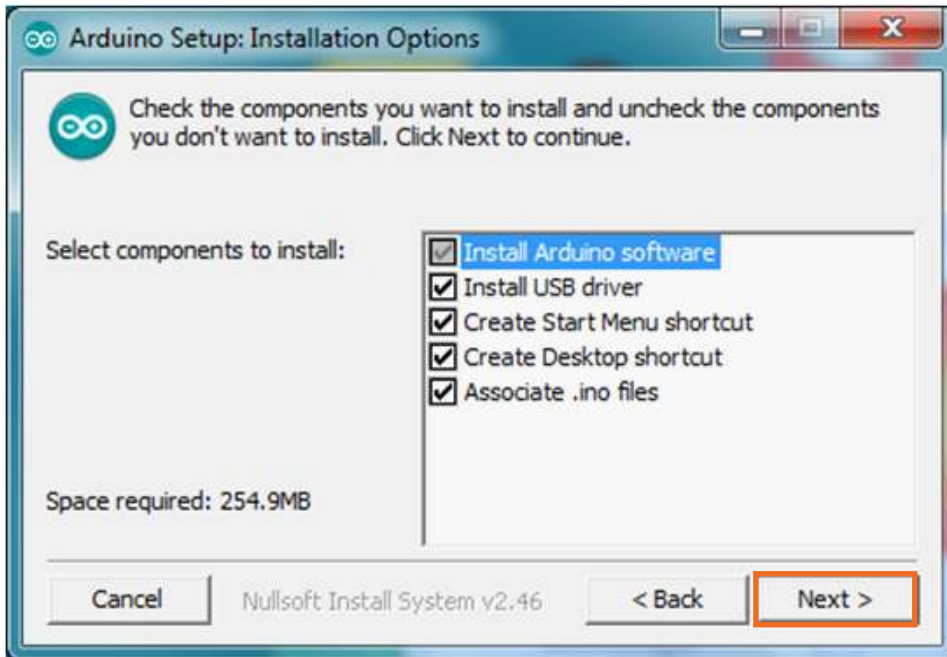 Arduino Setup: Installation Options
Check the components you want to install and uncheck the components
you don't want to install. Click Next to continue.
Select components to install:
Install Arduino software
Install USB driver
Create Start Menu shortcut
Create Desktop shortcut
Associate .ino files
Space required: 254.9MB
Cancel
Nullsoft Install System v2.46
< Back
Next >